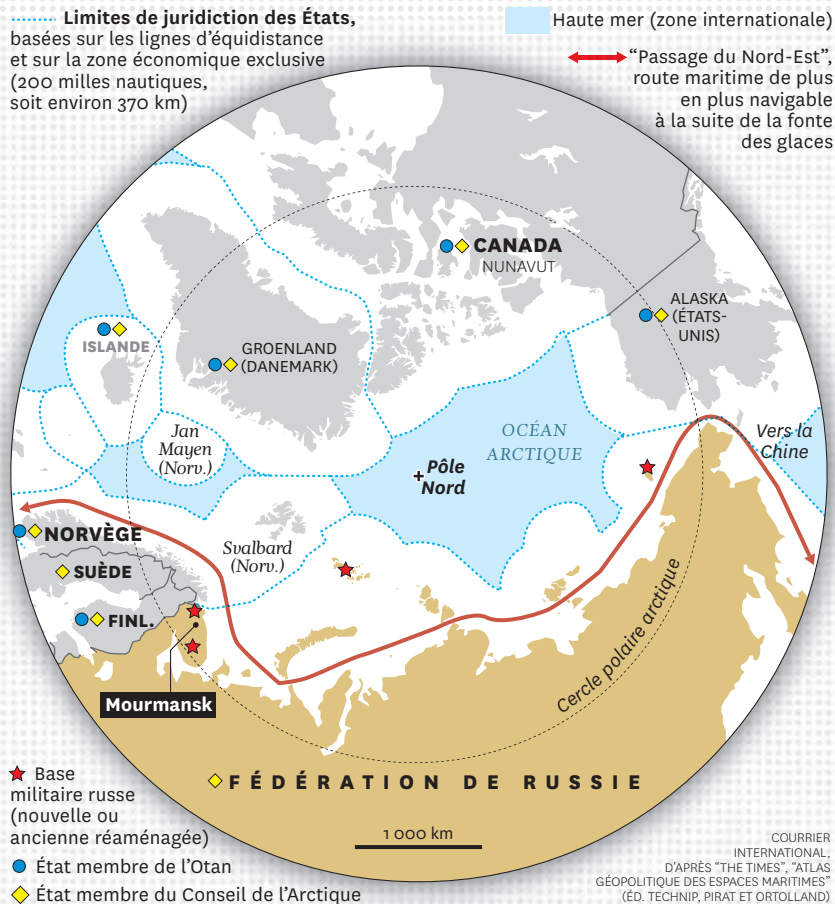 Limites de juridiction des États,
basées sur les lignes d'équidistance
et sur la zone économique exclusive
(200 milles nautiques,
soit environ 370 km)
Haute mer (zone internationale)
“Passage du Nord-Est”,
route maritime de plus
en plus navigable
à la suite de la fonte
des glaces
CANADA
NUNAVUT
ALASKA
(ÉTATS-
UNIS)
ISLANDE
GROENLAND
(DANEMARK)
Jan
Mayen
(Norv.)
OCÉAN
ARCTIQUE
Vers la
Chine
Pôle
Nord
NORVÈGE
Svalbard
(Norv.)
SUÈDE
FINL.
Cercle polaire arctique
Mourmansk
FÉDÉRATION DE RUSSIE
Base
militaire russe
(nouvelle ou
ancienne réaménagée)
État membre de l'Otan
État membre du Conseil de l'Arctique
1 000 km
COURRIER
INTERNATIONAL,
D'APRÈS “THE TIMES”, “ATLAS
GÉOPOLITIQUE DES ESPACES MARITIMES”
(ÉD. TECHNIP, PIRAT ET ORTOLLAND)